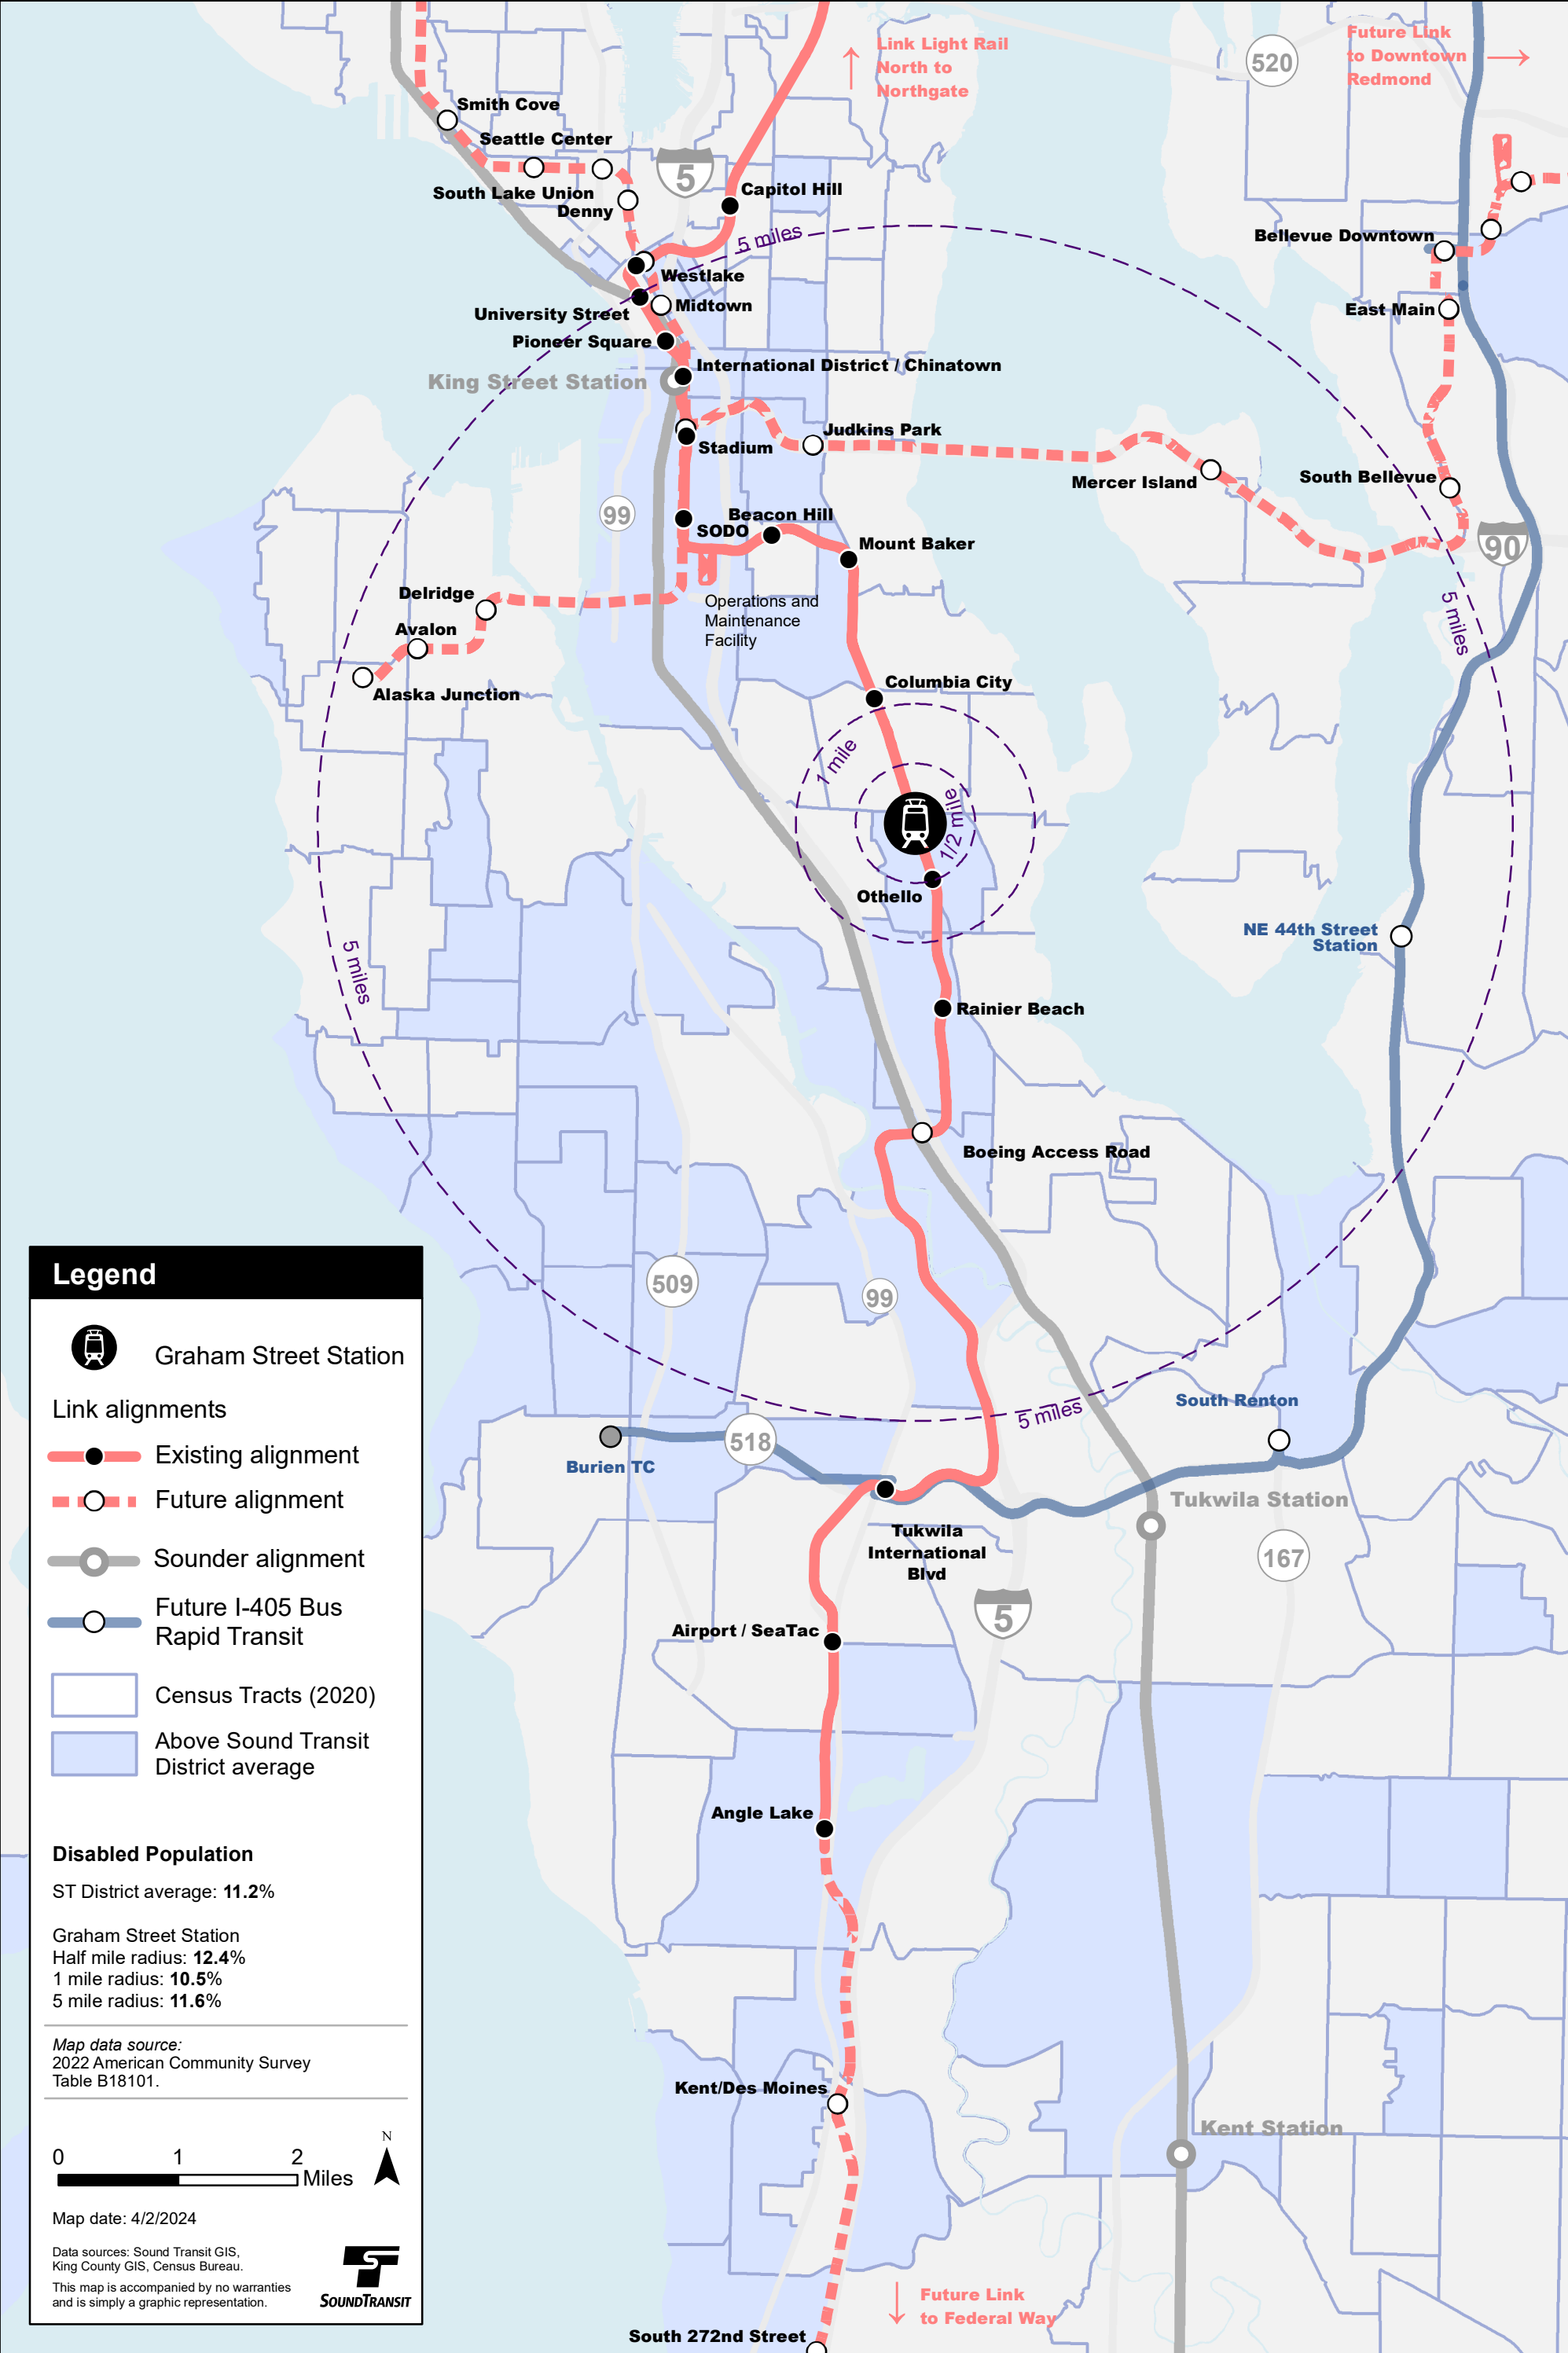 Link Light Rail
North to
Northgate
Future Link
to Downtown
Redmond
520
Smith Cove
Seattle Center
5
South Lake Union
Denny
Capitol Hill
5 miles
Bellevue Downtown
Westlake
Midtown
University Street
East Main
Pioneer Square
International District / Chinatown
King Street Station
Judkins Park
Stadium
Mercer Island
South Bellevue
99
Beacon Hill
SODO
Mount Baker
90
Delridge
Operations and
Maintenance
Facility
5 miles
Avalon
Alaska Junction
Columbia City
1 mile
1/2 mile
Othello
NE 44th Street
Station
5 miles
Rainier Beach
Boeing Access Road
509
99
5 miles
South Renton
518
Burien TC
Tukwila Station
Tukwila
International
Blvd
167
5
Airport / SeaTac
Angle Lake
Kent/Des Moines
Kent Station
Future Link
to Federal Way
South 272nd Street
Legend
Graham Street Station
Link alignments
Existing alignment
Future alignment
Sounder alignment
Future I-405 Bus
Rapid Transit
Census Tracts (2020)
Above Sound Transit
District average
Disabled Population
ST District average: 11.2%
Graham Street Station
Half mile radius: 12.4%
1 mile radius: 10.5%
5 mile radius: 11.6%
Map data source:
2022 American Community Survey
Table B18101.
0 1 2
Miles
N
Map date: 4/2/2024
Data sources: Sound Transit GIS,
King County GIS, Census Bureau.
This map is accompanied by no warranties
and is simply a graphic representation.
SOUNDTRANSIT